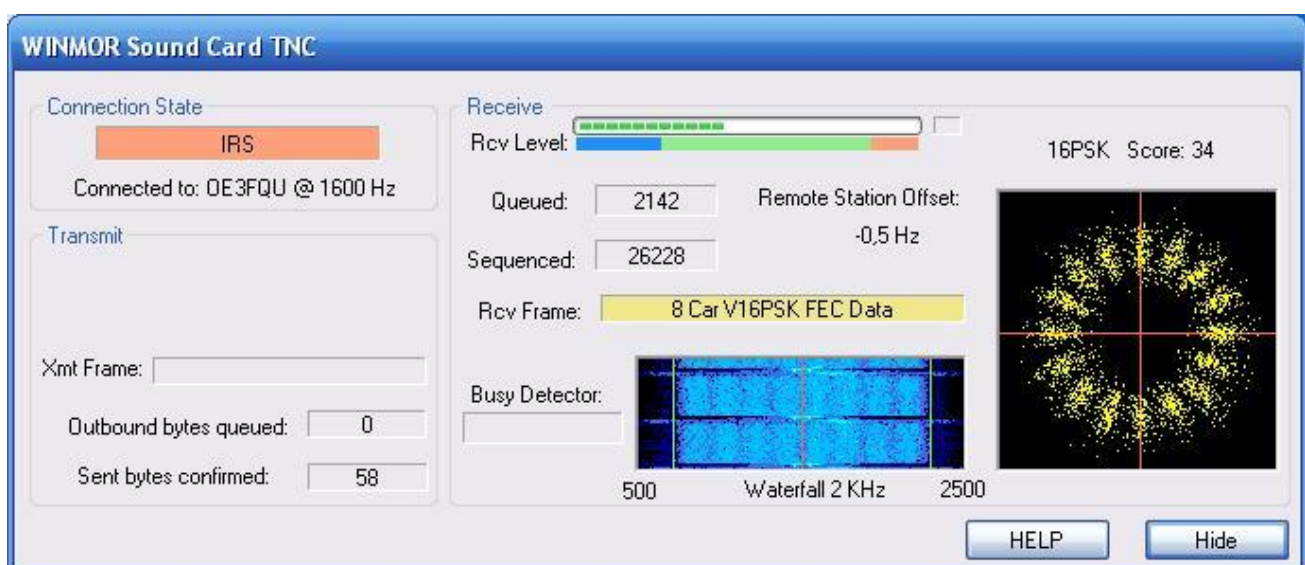 WINMOR Sound Card TNC
Connection State
IRS
Connected to: OE3FQU @ 1600 Hz
Transmit
Xmt Frame:
Outbound bytes queued: 0
Sent bytes confirmed: 58
Receive
Rcv Level:
16PSK Score: 34
Queued: 2142
Remote Station Offset:
-0,5 Hz
Sequenced: 26228
Rcv Frame: 8 Car V16PSK FEC Data
Busy Detector:
500 Waterfall 2 KHz 2500
HELP Hide